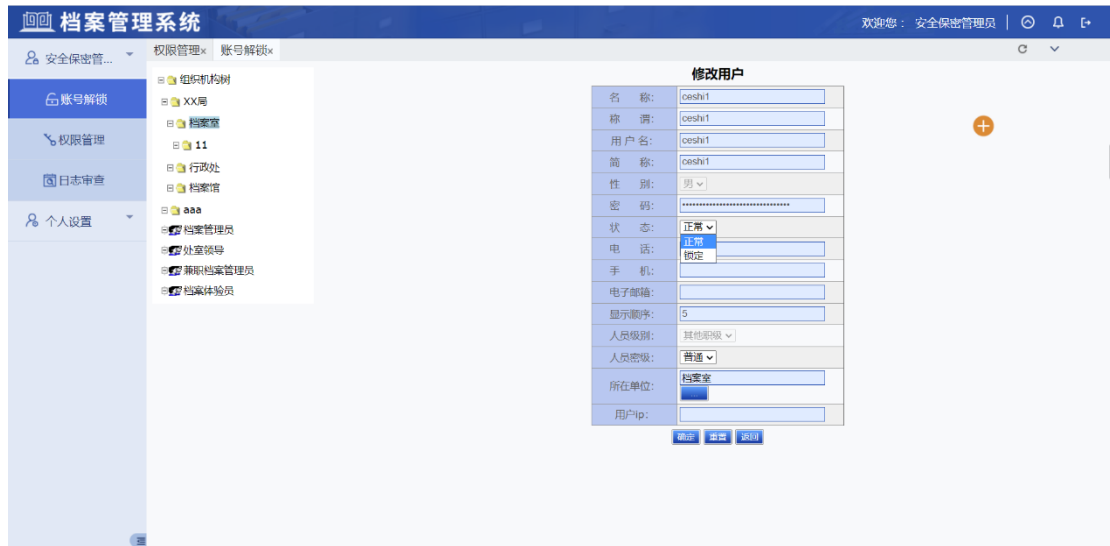 档案管理系统
欢迎您： 安全保密管理员
安全保密管...
账号解锁
权限管理
日志审查
个人设置
权限管理×
账号解锁×
组织机构树
XX局
档案室
11
行政处
档案馆
aaa
档案管理员
处室领导
兼职档案管理员
档案体验员
修改用户
名 称: ceshi1
称 谓: ceshi1
用 户 名: ceshi1
简 称: ceshi1
性 别: 男
密 码: ••••••••••••••••••••••••••••••••
状 态: 正常
正常
锁定
电 话:
手 机:
电子邮箱:
显示顺序: 5
人员级别: 其他职级
人员密级: 普通
所在单位: 档案室
...
用户ip:
确定 重置 返回